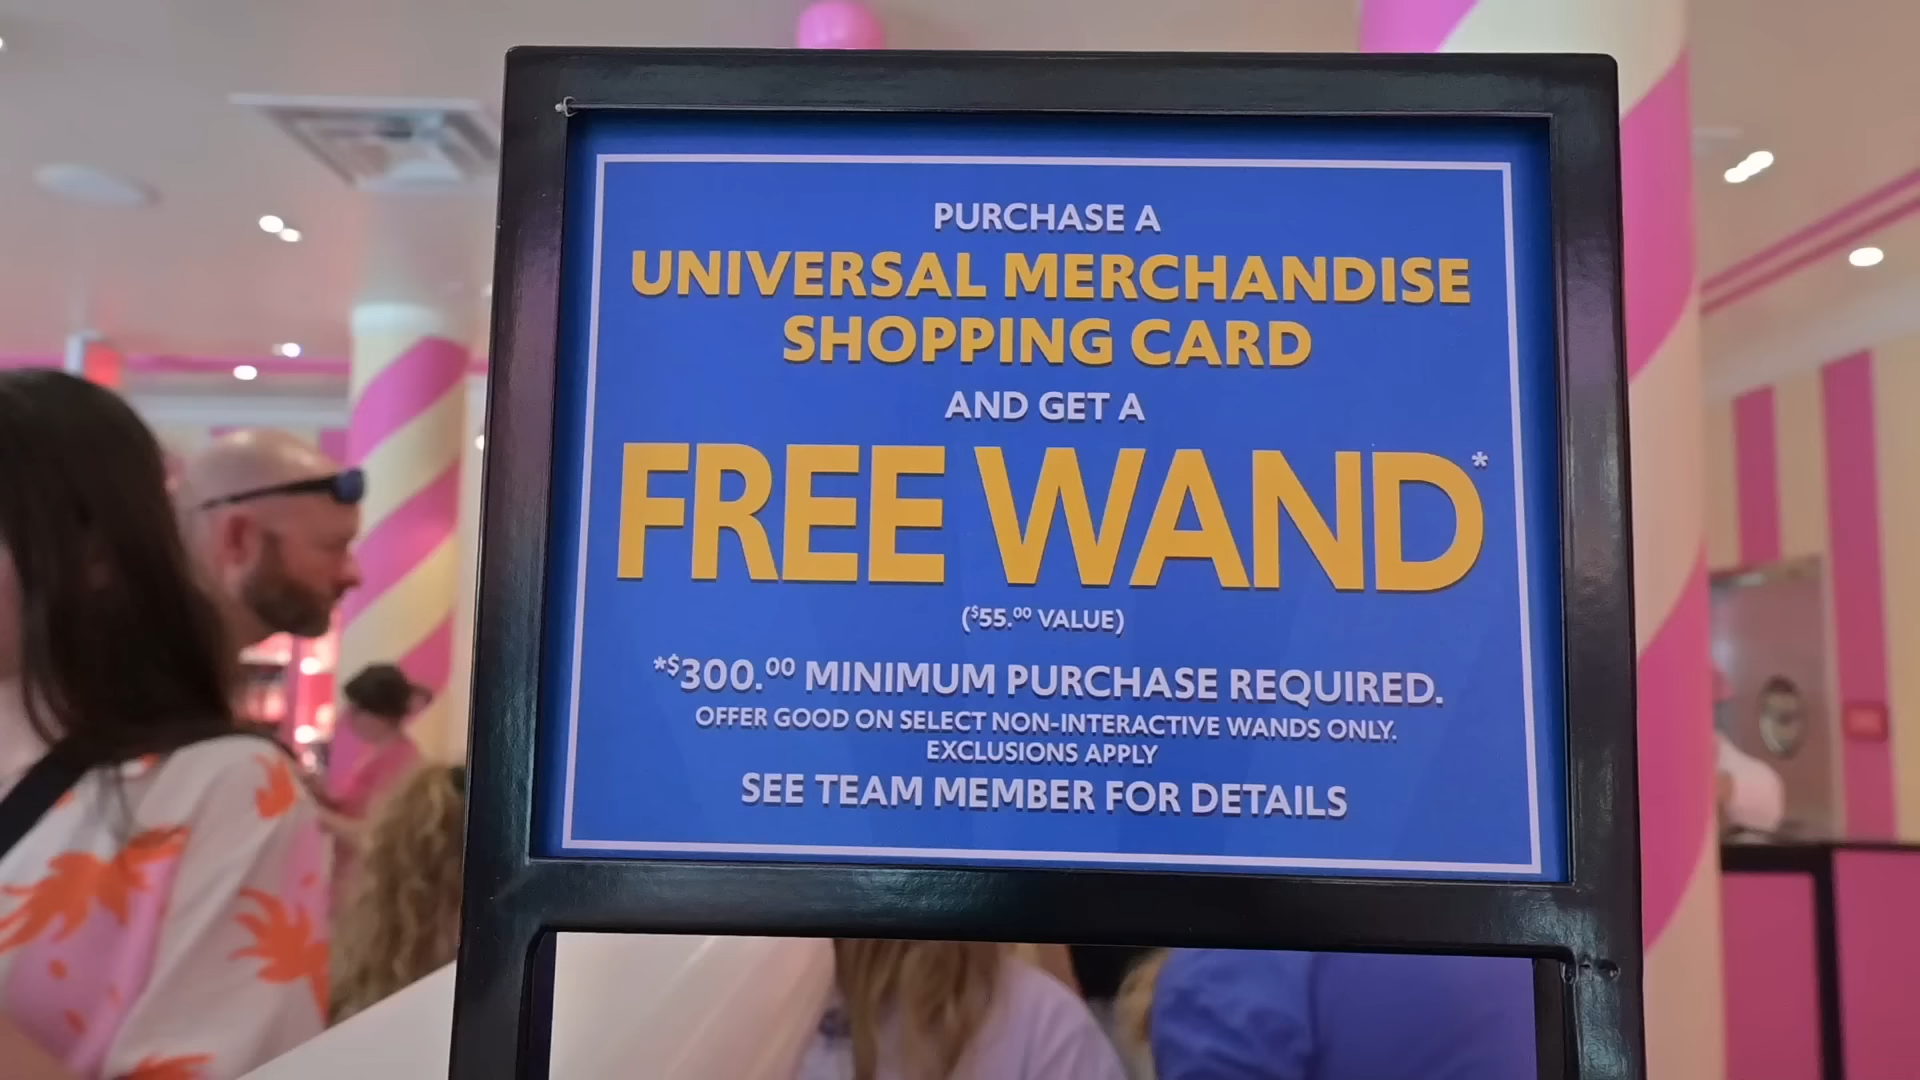 PURCHASE A
UNIVERSAL MERCHANDISE
SHOPPING CARD
AND GET A
FREE WAND*
($55.00 VALUE)
*$300.00 MINIMUM PURCHASE REQUIRED.
OFFER GOOD ON SELECT NON-INTERACTIVE WANDS ONLY.
EXCLUSIONS APPLY
SEE TEAM MEMBER FOR DETAILS